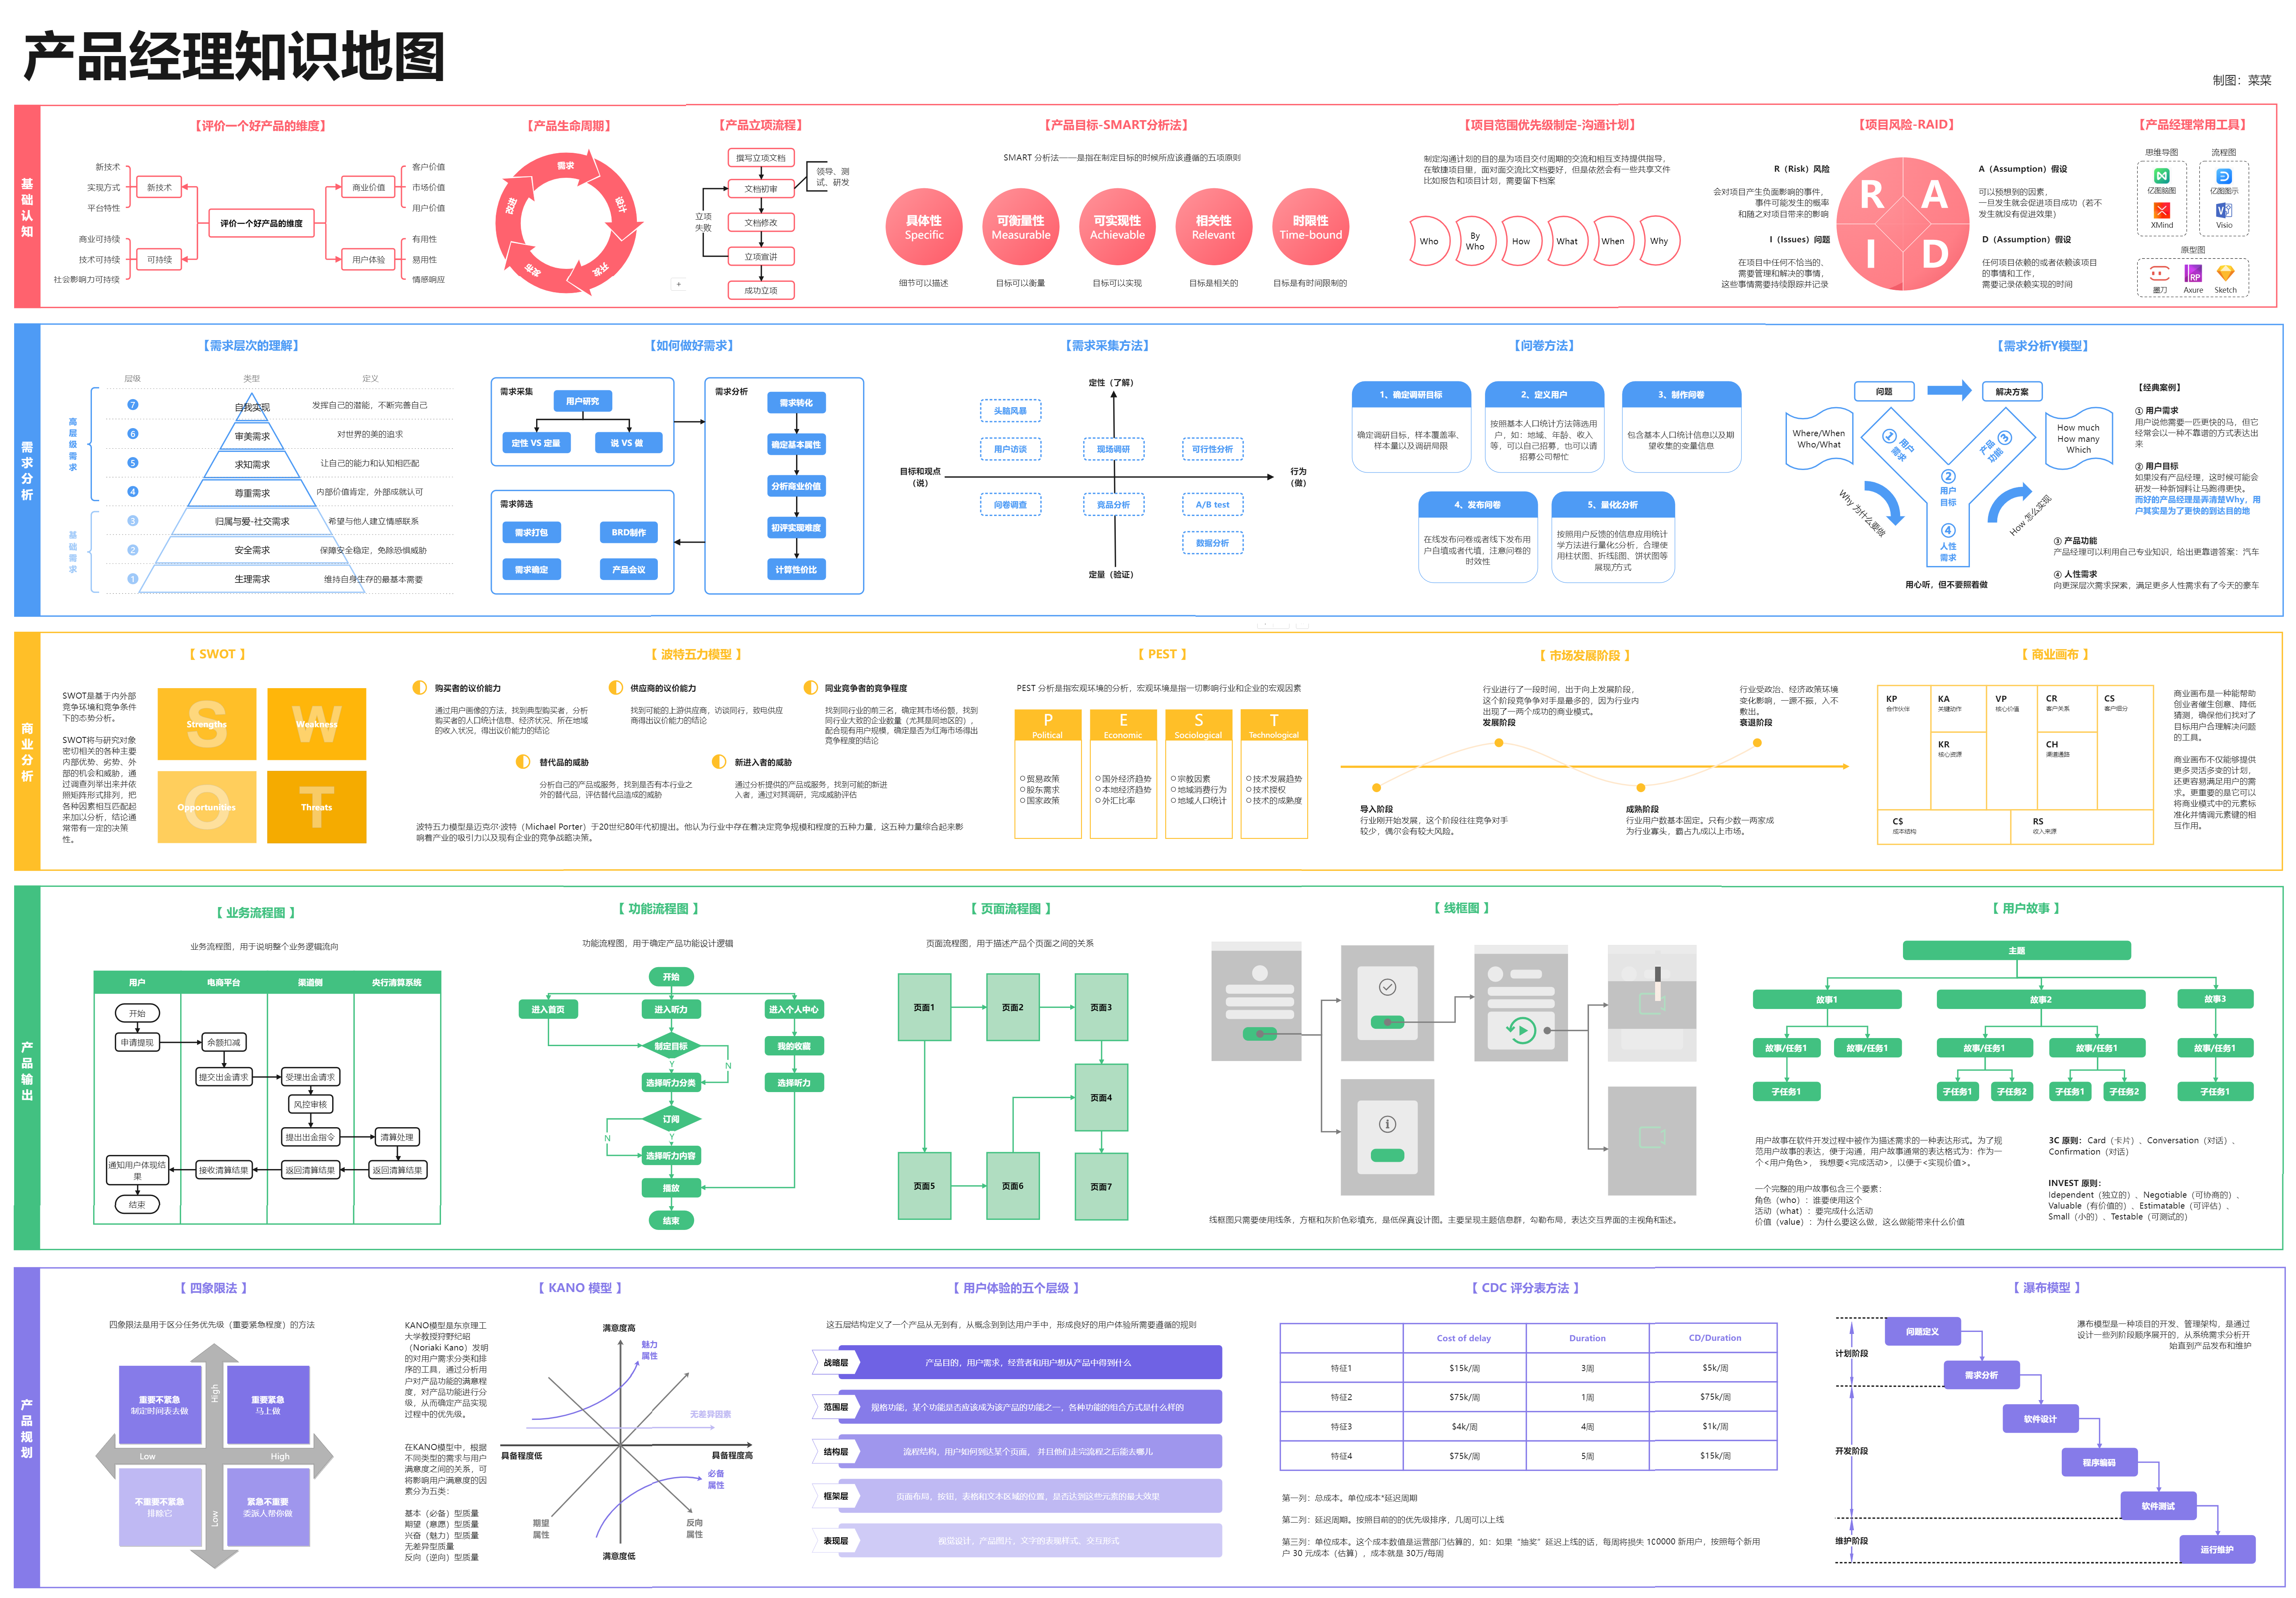 产品经理知识地图
制图：菜菜
基础认知
【评价一个好产品的维度】
新技术
实现方式
平台特性
新技术
商业可持续
技术可持续
社会影响力可持续
可持续
评价一个好产品的维度
商业价值
客户价值
市场价值
用户价值
用户体验
有用性
易用性
情感响应
【产品生命周期】
需求
设计
开发
发布
改进
【产品立项流程】
撰写立项文档
文档初审
领导、测
试、研发
文档修改
立项
失败
立项宣讲
成功立项
+
【产品目标-SMART分析法】
SMART 分析法——是指在制定目标的时候所应该遵循的五项原则
具体性
Specific
细节可以描述
可衡量性
Measurable
目标可以衡量
可实现性
Achievable
目标可以实现
相关性
Relevant
目标是相关的
时限性
Time-bound
目标是有时间限制的
【项目范围优先级制定-沟通计划】
制定沟通计划的目的是为项目交付周期的交流和相互支持提供指导，
在敏捷项目里，面对面交流比文档要好，但是依然会有一些共享文件
比如报告和项目计划，需要留下档案
Who
By
Who
How
What
When
Why
【项目风险-RAID】
R（Risk）风险
会对项目产生负面影响的事件，
事件可能发生的概率
和随之对项目带来的影响
I（Issues）问题
在项目中任何不恰当的、
需要管理和解决的事情，
这些事情需要持续跟踪并记录
R A
I D
A（Assumption）假设
可以预想到的因素，
一旦发生就会促进项目成功（若不
发生就没有促进效果）
D（Assumption）假设
任何项目依赖的或者依赖该项目
的事情和工作，
需要记录依赖实现的时间
【产品经理常用工具】
思维导图
亿图脑图
XMind
流程图
亿图图示
Visio
原型图
墨刀
RP
Axure
Sketch
需求分析
【需求层次的理解】
层级 类型 定义
高层级需求
7 自我实现 发挥自己的潜能，不断完善自己
6 审美需求 对世界的美的追求
5 求知需求 让自己的能力和认知相匹配
4 尊重需求 内部价值肯定，外部成就认可
基础需求
3 归属与爱-社交需求 希望与他人建立情感联系
2 安全需求 保障安全稳定，免除恐惧威胁
1 生理需求 维持自身生存的最基本需要
【如何做好需求】
需求采集
用户研究
定性 VS 定量
说 VS 做
需求筛选
需求打包
BRD制作
需求确定
产品会议
需求分析
需求转化
确定基本属性
分析商业价值
初评实现难度
计算性价比
【需求采集方法】
定性（了解）
头脑风暴
用户访谈
现场调研
可行性分析
目标和观点
（说）
行为
（做）
问卷调查
竞品分析
A/B test
数据分析
定量（验证）
【问卷方法】
1、确定调研目标
确定调研目标，样本覆盖率，
样本量以及调研局限
2、定义用户
按照基本人口统计方法筛选用
户，如：地域、年龄、收入
等，可以自己招募，也可以请
招募公司帮忙
3、制作问卷
包含基本人口统计信息以及期
望收集的变量信息
4、发布问卷
在线发布问卷或者线下发布用
户自填或者代填，注意问卷的
时效性
5、量化分析
按照用户反馈的信息应用统计
学方法进行量化分析，合理使
用柱状图、折线图、饼状图等
展现方式
【需求分析Y模型】
问题
解决方案
Where/When
Who/What
① 用户
需求
产品
功能 ③
How much
How many
Which
②
用户
目标
④
人性
需求
Why 为什么要做
How 怎么实现
用心听，但不要照着做
【经典案例】
① 用户需求
用户说他需要一匹更快的马，但它
经常会以一种不靠谱的方式表达出
来
② 用户目标
如果没有产品经理，这时候可能会
研发一种新饲料让马跑得更快。
而好的产品经理是弄清楚Why，用
户其实是为了更快的到达目的地
③ 产品功能
产品经理可以利用自己专业知识，给出更靠谱答案：汽车
④ 人性需求
向更深层次需求探索，满足更多人性需求有了今天的豪车
商业分析
【 SWOT 】
SWOT是基于内外部
竞争环境和竞争条件
下的态势分析。
SWOT将与研究对象
密切相关的各种主要
内部优势、劣势、外
部的机会和威胁，通
过调查列举出来并依
照矩阵形式排列，把
各种因素相互匹配起
来加以分析，结论通
常带有一定的决策
性。
S Strengths
W Weakness
O Opportunities
T Threats
【 波特五力模型 】
购买者的议价能力
通过用户画像的方法，找到典型购买者，分析
购买者的人口统计信息、经济状况、所在地域
的收入状况，得出议价能力的结论
供应商的议价能力
找到可能的上游供应商，访谈同行，致电供应
商得出议价能力的结论
同业竞争者的竞争程度
找到同行业的前三名，确定其市场份额，找到
同行业大致的企业数量（尤其是同地区的），
配合现有用户规模，确定是否为红海市场得出
竞争程度的结论
替代品的威胁
分析自己的产品或服务，找到是否有本行业之
外的替代品，评估替代品造成的威胁
新进入者的威胁
通过分析提供的产品或服务，找到可能的新进
入者，通过对其调研，完成威胁评估
波特五力模型是迈克尔·波特（Michael Porter）于20世纪80年代初提出。他认为行业中存在着决定竞争规模和程度的五种力量，这五种力量综合起来影
响着产业的吸引力以及现有企业的竞争战略决策。
【 PEST 】
PEST 分析是指宏观环境的分析，宏观环境是指一切影响行业和企业的宏观因素
P
Political
贸易政策
股东需求
国家政策
E
Economic
国外经济趋势
本地经济趋势
外汇比率
S
Sociological
宗教因素
地域消费行为
地域人口统计
T
Technological
技术发展趋势
技术授权
技术的成熟度
【 市场发展阶段 】
行业进行了一段时间，出于向上发展阶段，
这个阶段竞争争对手是最多的，因为行业内
出现了一两个成功的商业模式。
发展阶段
行业受政治、经济政策环境
变化影响，一蹶不振，入不
敷出。
衰退阶段
导入阶段
行业刚开始发展，这个阶段往往竞争对手
较少，偶尔会有较大风险。
成熟阶段
行业用户数基本固定。只有少数一两家成
为行业寡头，霸占九成以上市场。
【 商业画布 】
KP
合作伙伴
KA
关键动作
VP
核心价值
CR
客户关系
CS
客户细分
KR
核心资源
CH
渠道通路
C$
成本结构
RS
收入来源
商业画布是一种能帮助
创业者催生创意、降低
猜测，确保他们找对了
目标用户合理解决问题
的工具。
商业画布不仅能够提供
更多灵活多变的计划，
还更容易满足用户的需
求。更重要的是它可以
将商业模式中的元素标
准化并情调元素键的相
互作用。
产品输出
【 业务流程图 】
业务流程图，用于说明整个业务逻辑流向
用户 电商平台 渠道侧 央行清算系统
开始
申请提现
余额扣减
提交出金请求
受理出金请求
风控审核
提出出金指令
清算处理
通知用户体现结
果
接收清算结果
返回清算结果
返回清算结果
结束
【 功能流程图 】
功能流程图，用于确定产品功能设计逻辑
开始
进入首页
进入听力
进入个人中心
制定目标
我的收藏
Y
N
选择听力分类
选择听力
订阅
N
Y
选择听力内容
播放
结束
【 页面流程图 】
页面流程图，用于描述产品个页面之间的关系
页面1
页面2
页面3
页面4
页面5
页面6
页面7
【 线框图 】
线框图只需要使用线条，方框和灰阶色彩填充，是低保真设计图。主要呈现主题信息群，勾勒布局，表达交互界面的主视角和描述。
【 用户故事 】
主题
故事1
故事2
故事3
故事/任务1
故事/任务1
故事/任务1
故事/任务1
故事/任务1
子任务1
子任务1
子任务2
子任务1
子任务2
子任务1
用户故事在软件开发过程中被作为描述需求的一种表达形式。为了规
范用户故事的表达，便于沟通，用户故事通常的表达格式为：作为一
个<用户角色>，我想要<完成活动>，以便于<实现价值>。
一个完整的用户故事包含三个要素：
角色（who）：谁要使用这个
活动（what）：要完成什么活动
价值（value）：为什么要这么做，这么做能带来什么价值
3C 原则：Card（卡片）、Conversation（对话）、
Confirmation（对话）
INVEST 原则：
Idependent（独立的）、Negotiable（可协商的）、
Valuable（有价值的）、Estimatable（可评估）、
Small（小的）、Testable（可测试的）
产品规划
【 四象限法 】
四象限法是用于区分任务优先级（重要紧急程度）的方法
重要不紧急
制定时间表去做
重要紧急
马上做
High
Low
High
Low
不重要不紧急
排除它
紧急不重要
委派人帮你做
【 KANO 模型 】
KANO模型是东京理工
大学教授狩野纪昭
（Noriaki Kano）发明
的对用户需求分类和排
序的工具，通过分析用
户对产品功能的满意程
度，对产品功能进行分
级，从而确定产品实现
过程中的优先级。
在KANO模型中，根据
不同类型的需求与用户
满意度之间的关系，可
将影响用户满意度的因
素分为五类：
基本（必备）型质量
期望（意愿）型质量
兴奋（魅力）型质量
无差异型质量
反向（逆向）型质量
满意度高
魅力
属性
无差异因素
具备程度低
具备程度高
必备
属性
期望
属性
反向
属性
满意度低
【 用户体验的五个层级 】
这五层结构定义了一个产品从无到有，从概念到到达用户手中，形成良好的用户体验所需要遵循的规则
战略层 产品目的，用户需求，经营者和用户想从产品中得到什么
范围层 规格功能，某个功能是否应该成为该产品的功能之一，各种功能的组合方式是什么样的
结构层 流程结构，用户如何到达某个页面， 并且他们走完流程之后能去哪儿
框架层 页面布局，按钮，表格和文本区域的位置，是否达到这些元素的最大效果
表现层 视觉设计，产品图片，文字的表现样式，交互形式
【 CDC 评分表方法 】
Cost of delay Duration CD/Duration
特征1 $15k/周 3周 $5k/周
特征2 $75k/周 1周 $75k/周
特征3 $4k/周 4周 $1k/周
特征4 $75k/周 5周 $15k/周
第一列：总成本。单位成本*延迟周期
第二列：延迟周期。按照目前的的优先级排序，几周可以上线
第三列：单位成本。这个成本数值是运营部门估算的，如：如果“抽奖”延迟上线的话，每周将损失 100000 新用户，按照每个新用
户 30 元成本（估算），成本就是 30万/每周
【 瀑布模型 】
瀑布模型是一种项目的开发、管理架构，是通过
设计一些列阶段顺序展开的，从系统需求分析开
始直到产品发布和维护
计划阶段
开发阶段
维护阶段
问题定义
需求分析
软件设计
程序编码
软件测试
运行维护